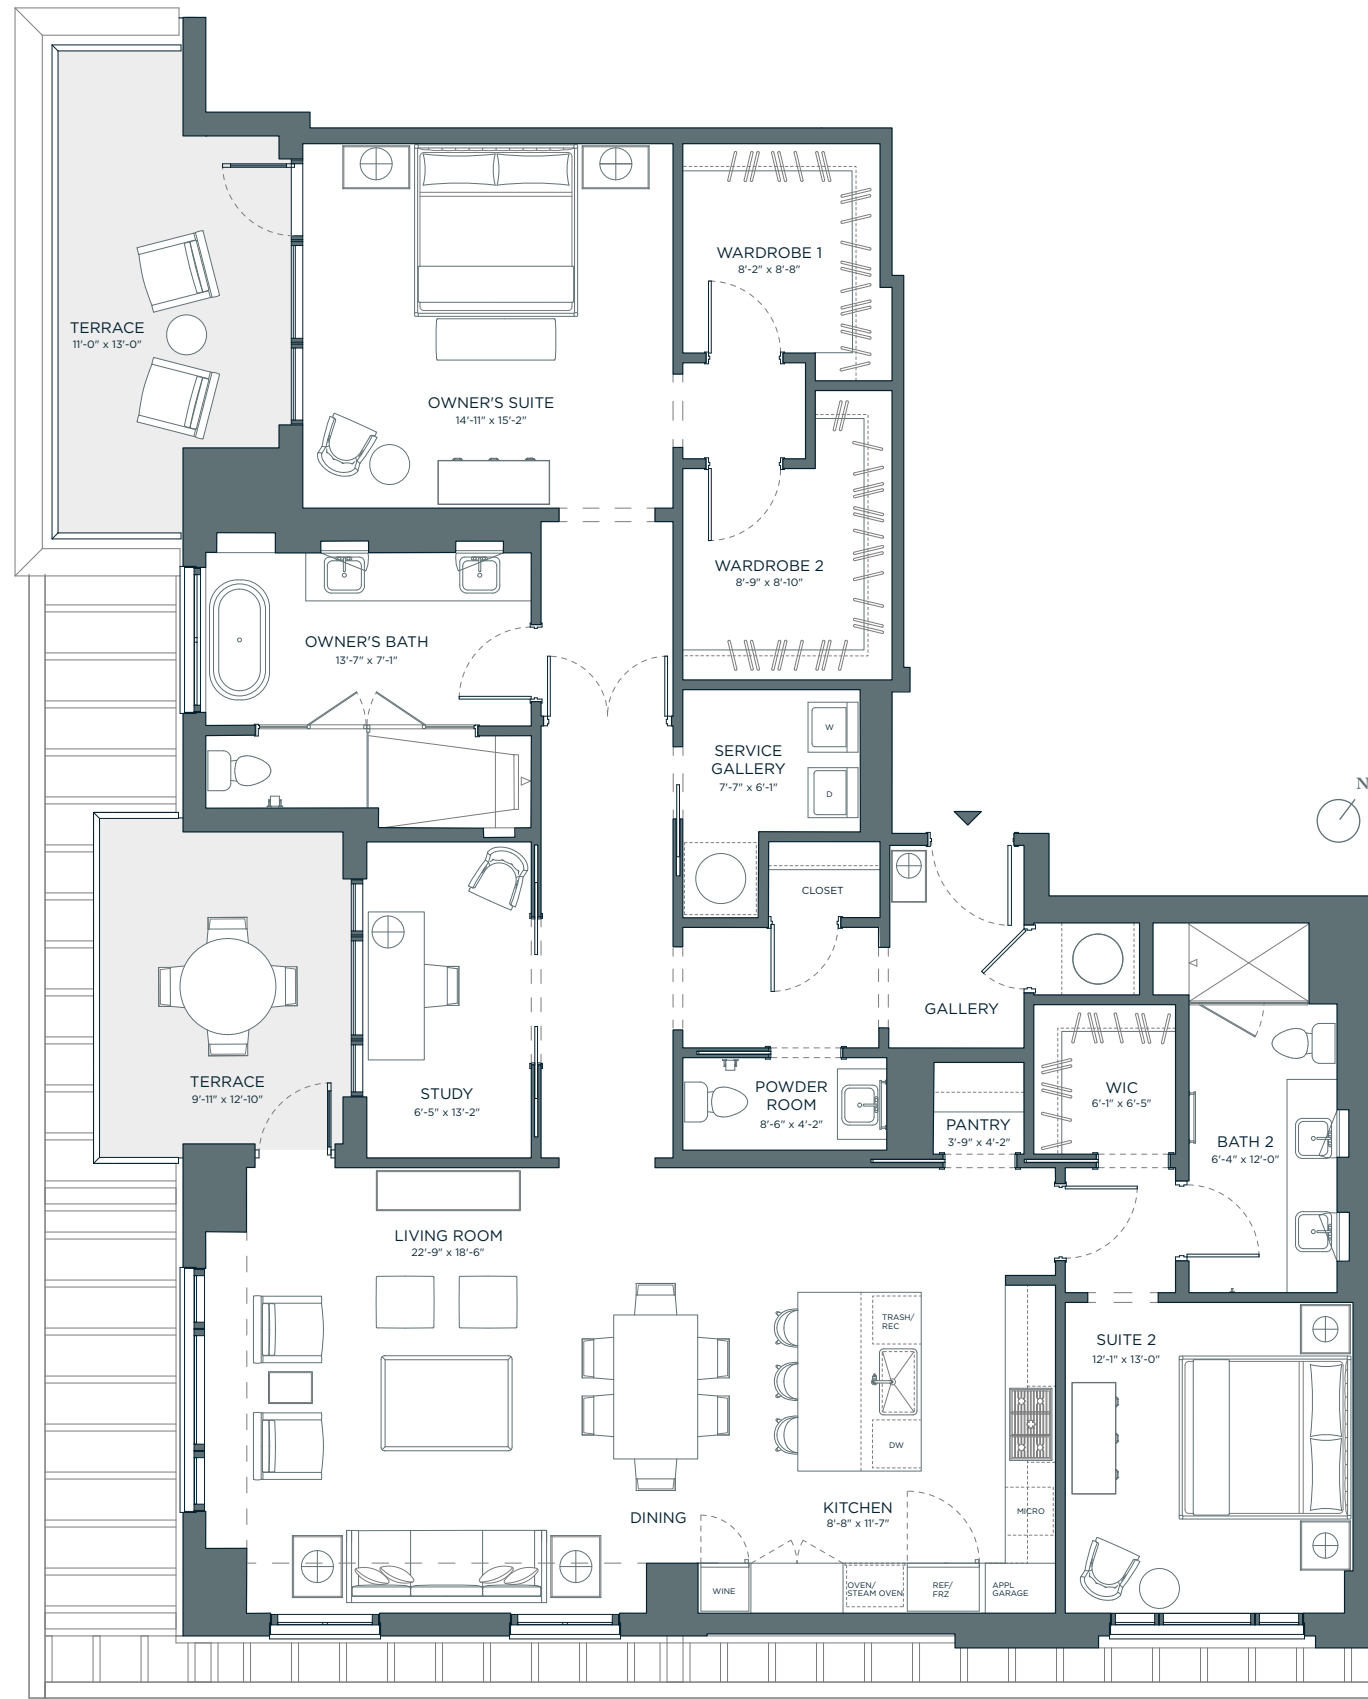 WARDROBE 1
8'-2" x 8'-8"
TERRACE
11'-0" x 13'-0"
OWNER'S SUITE
14'-11" x 15'-2"
WARDROBE 2
8'-9" x 8'-10"
OWNER'S BATH
13'-7" x 7'-1"
W
SERVICE
GALLERY
7'-7" x 6'-1"
D
N
CLOSET
GALLERY
TERRACE
9'-11" x 12'-10"
STUDY
6'-5" x 13'-2"
POWDER
ROOM
8'-6" x 4'-2"
PANTRY
3'-9" x 4'-2"
WIC
6'-1" x 6'-5"
BATH 2
6'-4" x 12'-0"
LIVING ROOM
22'-9" x 18'-6"
TRASH/
REC
SUITE 2
12'-1" x 13'-0"
DW
DINING
KITCHEN
8'-8" x 11'-7"
MICRO
WINE
OVEN/
STEAM OVEN
REF/
FRZ
APPL
GARAGE